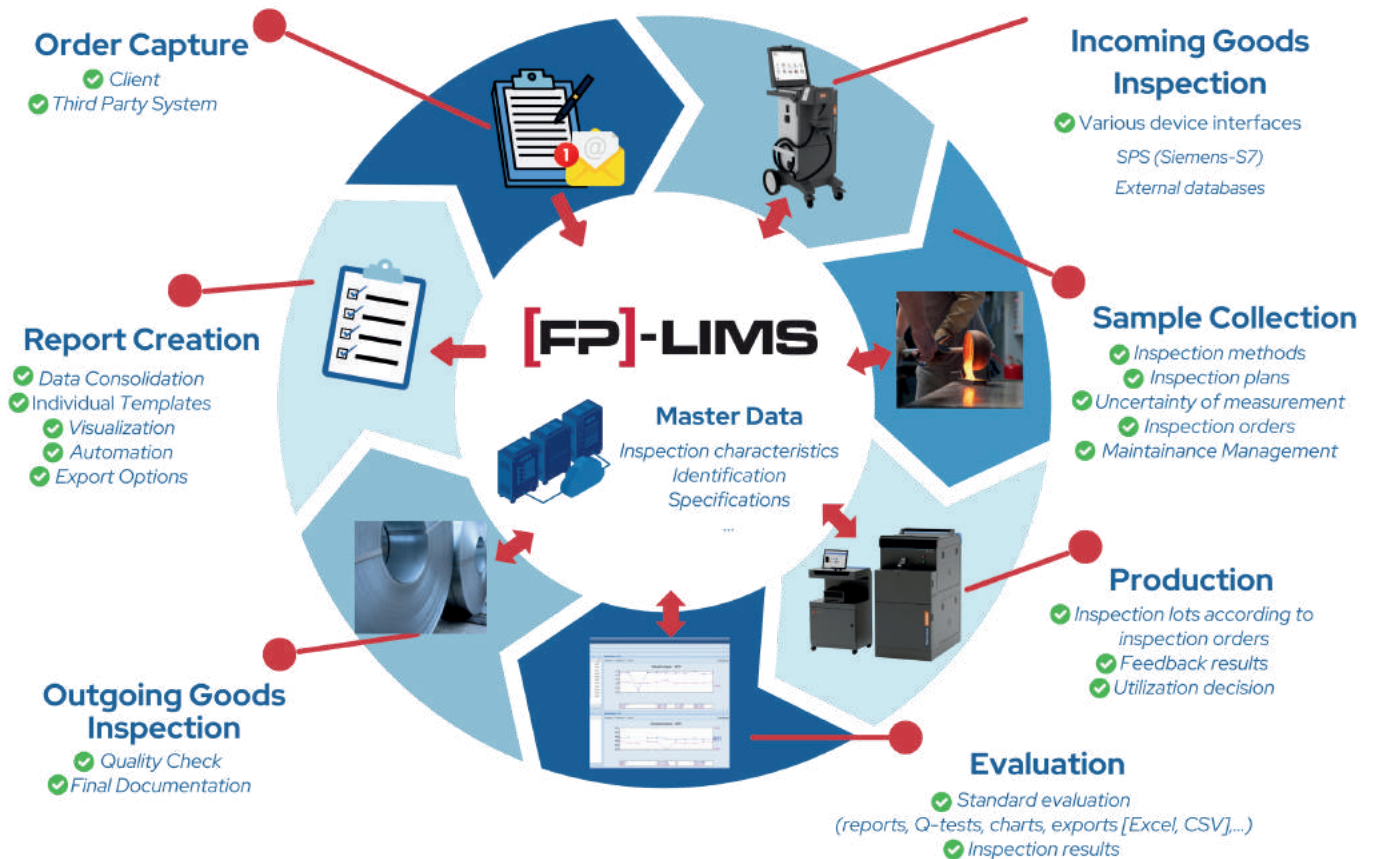 Order Capture
Client
Third Party System
Incoming Goods
Inspection
Various device interfaces
SPS (Siemens-S7)
External databases
@
1
[FP]-LIMS
Master Data
Inspection characteristics
Identification
Specifications
...
Sample Collection
Inspection methods
Inspection plans
Uncertainty of measurement
Inspection orders
Maintainance Management
Report Creation
Data Consolidation
Individual Templates
Visualization
Automation
Export Options
Production
Inspection lots according to
inspection orders
Feedback results
Utilization decision
Outgoing Goods
Inspection
Quality Check
Final Documentation
Evaluation
Standard evaluation
(reports, Q-tests, charts, exports [Excel, CSV],...)
Inspection results